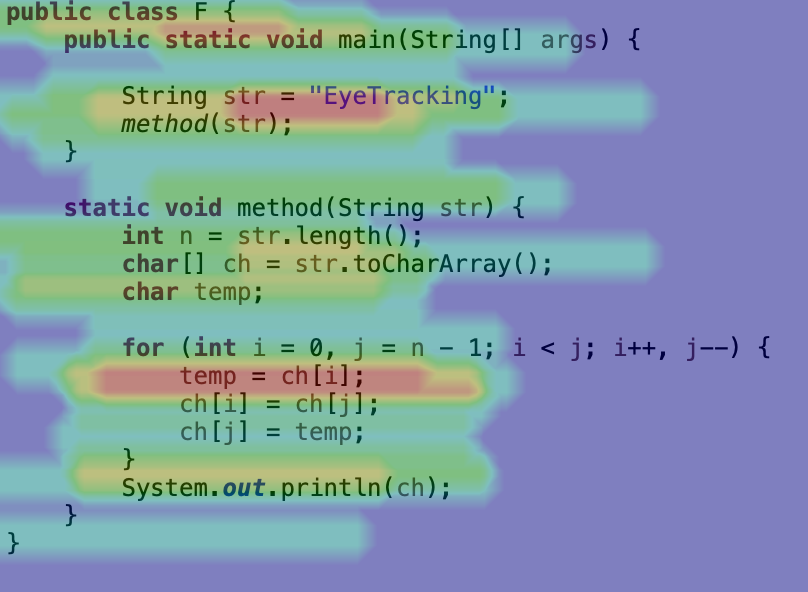 public class F {
    public static void main(String[] args) {
        String str = "EyeTracking";
        method(str);
    }
    static void method(String str) {
        int n = str.length();
        char[] ch = str.toCharArray();
        char temp;
        for (int i = 0, j = n - 1; i < j; i++, j--) {
            temp = ch[i];
            ch[i] = ch[j];
            ch[j] = temp;
        }
        System.out.println(ch);
    }
}